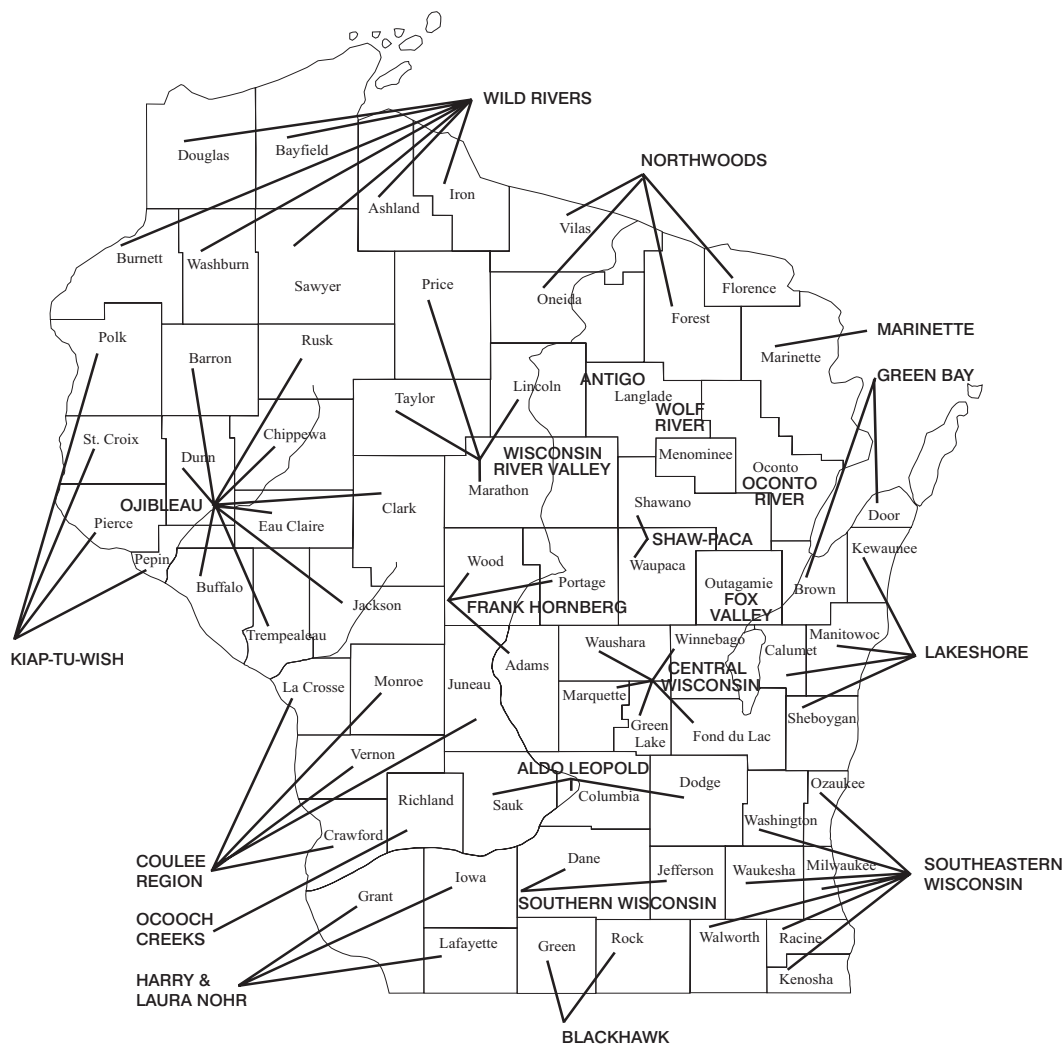 WILD RIVERS
NORTHWOODS
Douglas
Bayfield
Ashland
Iron
Vilas
Burnett
Washburn
Sawyer
Price
Oneida
Florence
Forest
MARINETTE
Marinette
Polk
Barron
Rusk
GREEN BAY
ANTIGO
Langlade
Lincoln
Taylor
WOLF
RIVER
St. Croix
Chippewa
Dunn
WISCONSIN
RIVER VALLEY
Marathon
Menominee
Oconto
OCONTO
RIVER
OJIBLEAU
Shawano
Clark
Eau Claire
Pierce
Door
SHAW-PACA
Kewaunee
Pepin
Wood
Waupaca
Buffalo
Portage
Outagamie
FOX
VALLEY
Brown
Jackson
FRANK HORNBERG
Trempealeau
Waushara
Winnebago
Manitowoc
Calumet
LAKESHORE
KIAP-TU-WISH
Adams
CENTRAL
WISCONSIN
La Crosse
Monroe
Juneau
Marquette
Sheboygan
Green
Lake
Fond du Lac
Vernon
ALDO LEOPOLD
Dodge
Ozaukee
Richland
Sauk
Columbia
Washington
Crawford
COULEE
REGION
Dane
Jefferson
Waukesha
Milwaukee
SOUTHEASTERN
WISCONSIN
Iowa
Grant
SOUTHERN WISCONSIN
OCOOCH
CREEKS
Lafayette
Green
Rock
Walworth
Racine
HARRY &
LAURA NOHR
Kenosha
BLACKHAWK